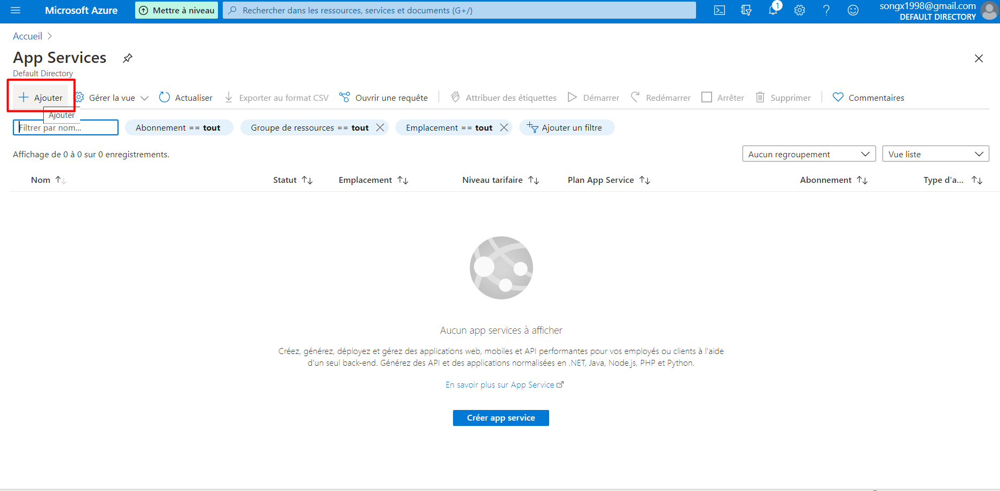 Microsoft Azure
Mettre à niveau
Rechercher dans les ressources, services et documents (G+/)
1
songx1998@gmail.com
DEFAULT DIRECTORY
Accueil
App Services
Default Directory
Ajouter
Gérer la vue
Actualiser
Exporter au format CSV
Ouvrir une requête
Attribuer des étiquettes
Démarrer
Redémarrer
Arrêter
Supprimer
Commentaires
Ajouter
Filtrer par nom...
Abonnement == tout
Groupe de ressources == tout
Emplacement == tout
Ajouter un filtre
Affichage de 0 à 0 sur 0 enregistrements.
Aucun regroupement
Vue liste
Nom
Statut
Emplacement
Niveau tarifaire
Plan App Service
Abonnement
Type d'a...
Aucun app services à afficher
Créez, générez, déployez et gérez des applications web, mobiles et API performantes pour vos employés ou clients à l'aide
d'un seul back-end. Générez des API et des applications normalisées en .NET, Java, Node.js, PHP et Python.
En savoir plus sur App Service
Créer app service